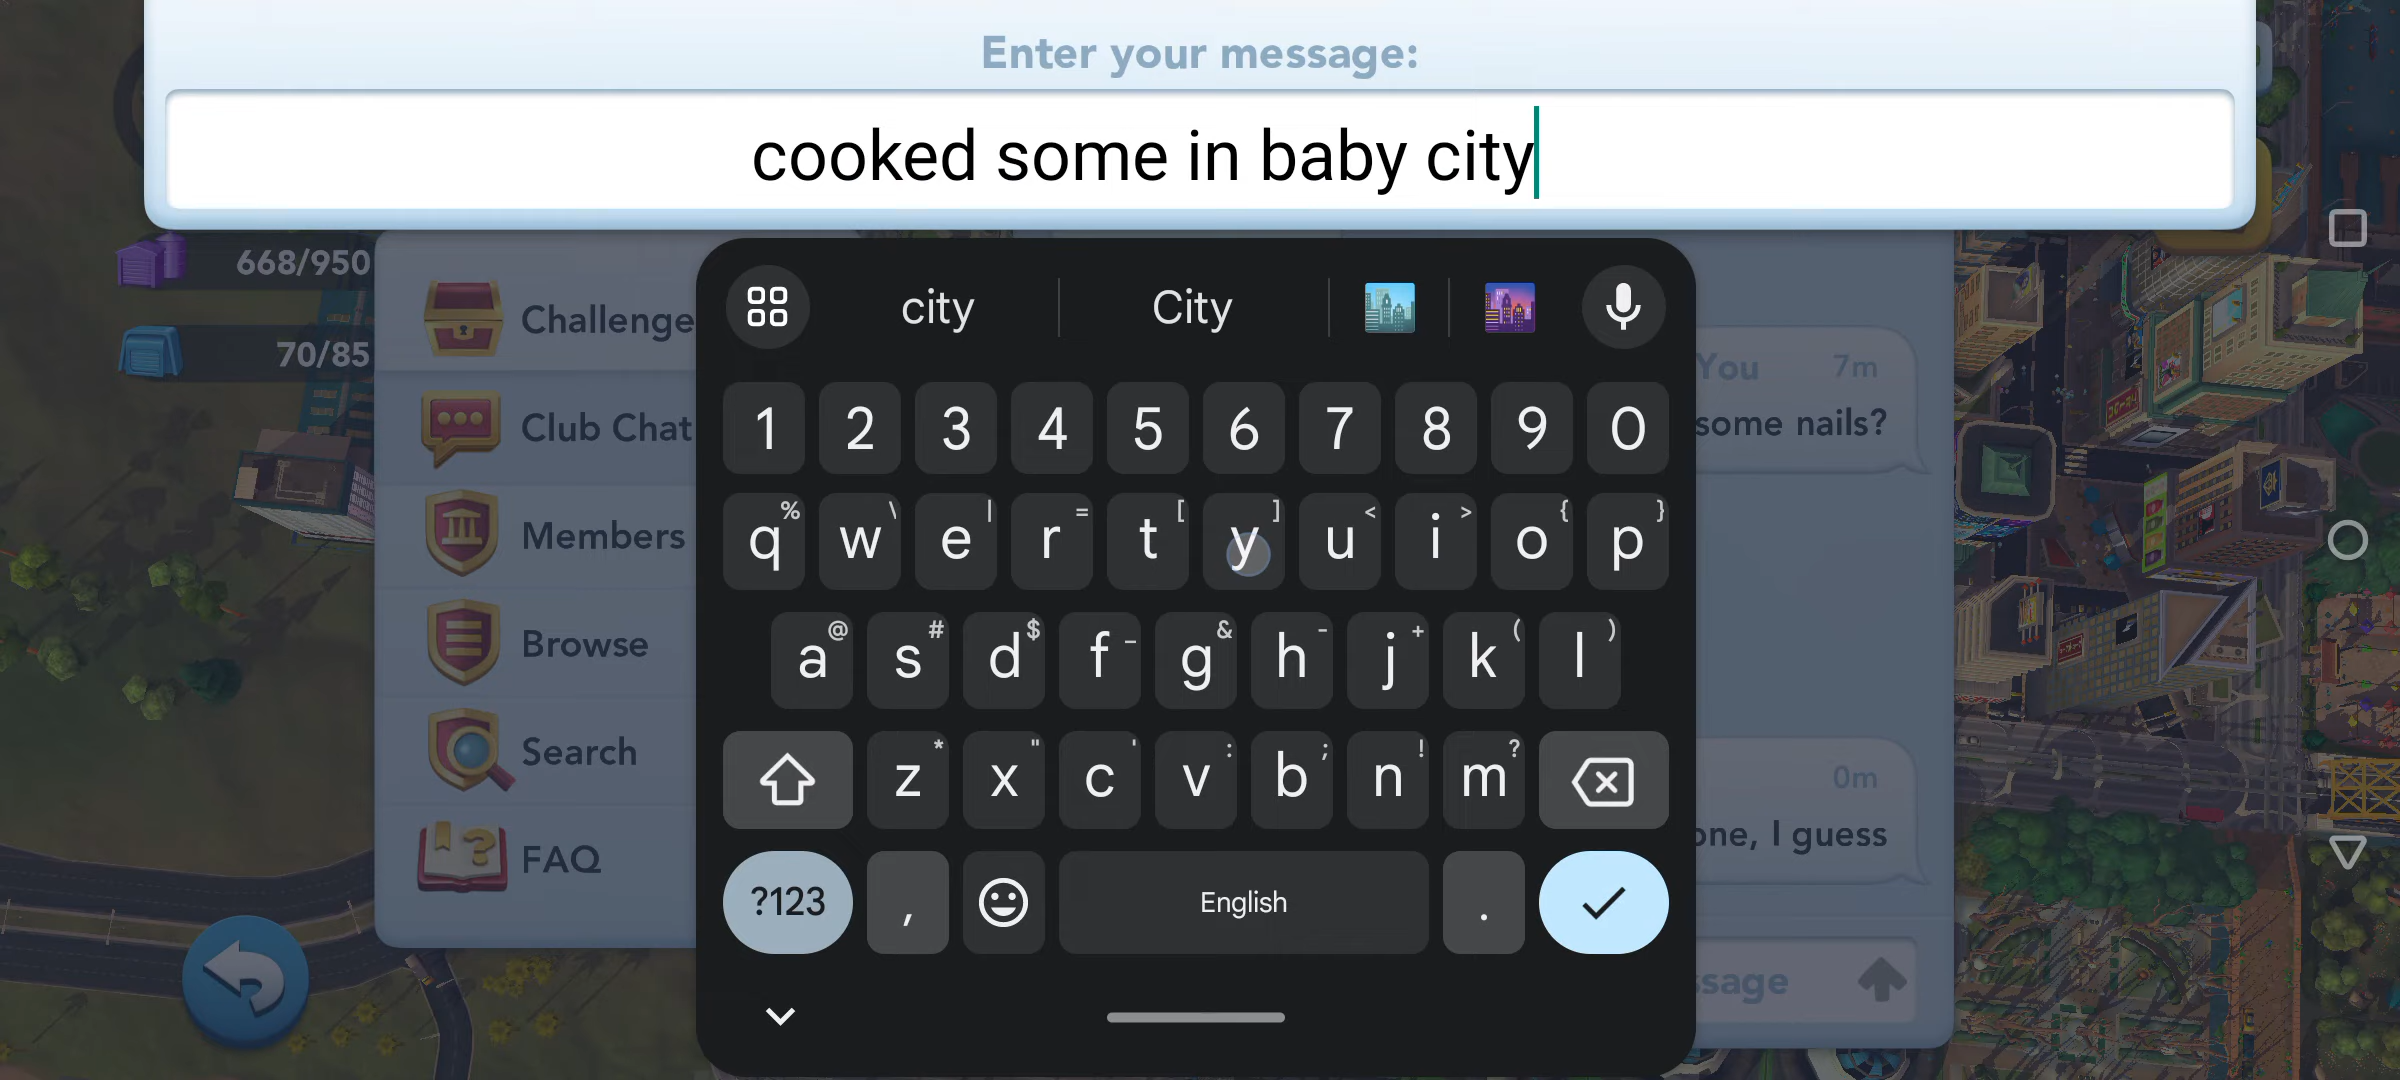 Enter your message:
cooked some in baby city
668/950
70/85
Challenge
Club Chat
Members
Browse
Search
FAQ
You 7m
some nails?
0m
one, I guess
ssage
city City
1 2 3 4 5 6 7 8 9 0
q % w \ e | r = t [ y ] u < i > o { p }
a @ s # d $ f _ g & h - j + k ( l )
z * x " c ' v : b ; n ! m ?
?123 , English .